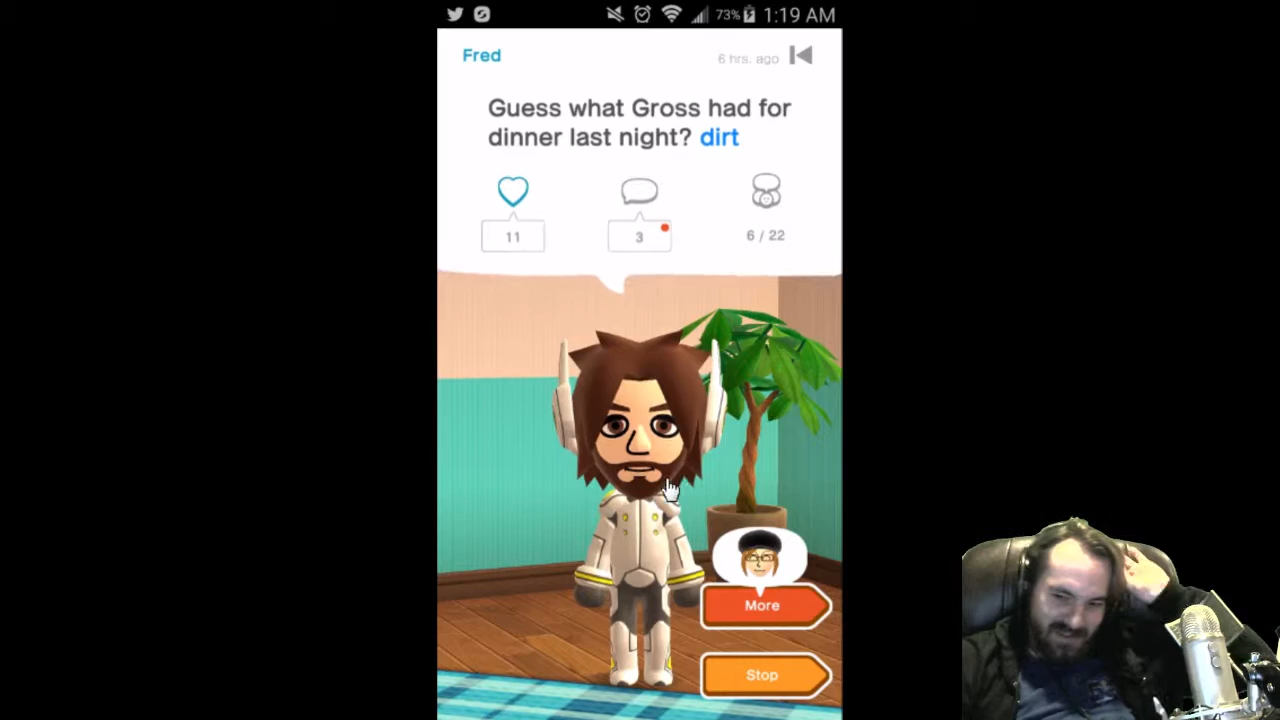 73% 1:19 AM
Fred
6 hrs. ago
Guess what Gross had for
dinner last night? dirt
11
3
6 / 22
More
Stop